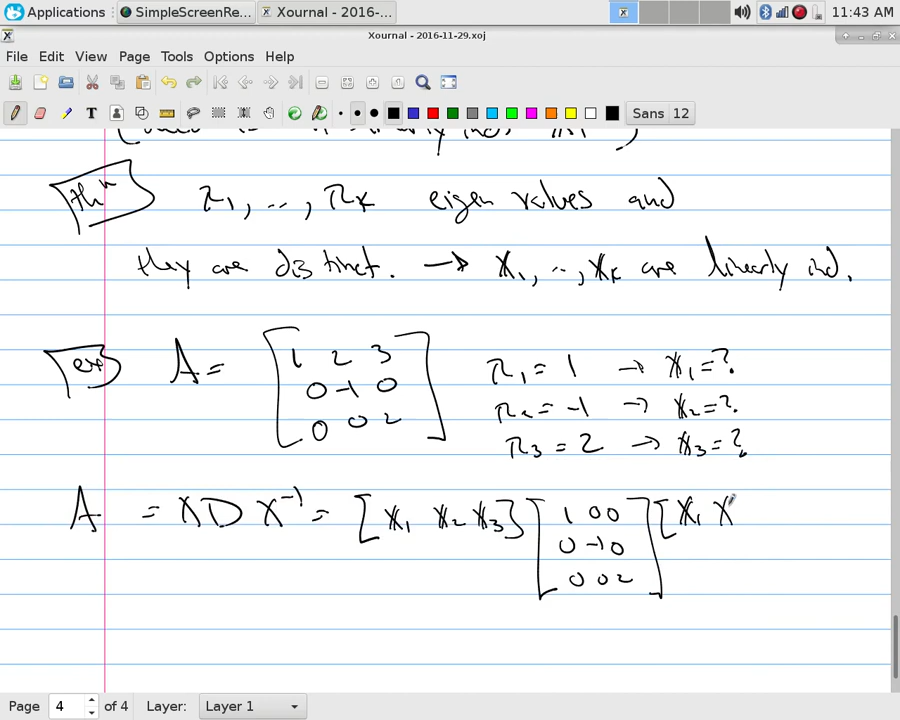 Applications SimpleScreenRe... Xournal - 2016-... 11:43 AM
Xournal - 2016-11-29.xoj
File Edit View Page Tools Options Help
T Sans 12
thm λ1, .., λk eigen values and
they are distinct. → x1, .., xk are linearly ind.
ex A = [1 2 3 λ1 = 1 → x1 = ?
0 -1 0 λ2 = -1 → x2 = ?
0 0 2] λ3 = 2 → x3 = ?
A = X D X⁻¹ = [x1 x2 x3] [1 0 0 [x1 x
0 -1 0
0 0 2]
Page 4 of 4 Layer: Layer 1